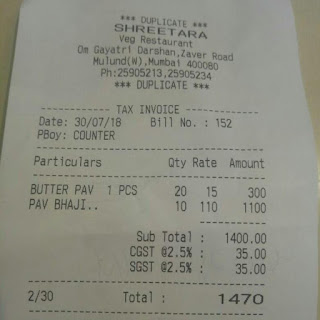 *** DUPLICATE ***
SHREETARA
Veg Restaurant
Om Gayatri Darshan,Zaver Road
Mulund(W),Mumbai 400080
Ph:25905213,25905234
*** DUPLICATE ***
TAX INVOICE
Date: 30/07/18 Bill No. : 152
PBoy: COUNTER
Particulars Qty Rate Amount
BUTTER PAV 1 PCS 20 15 300
PAV BHAJI.. 10 110 1100
Sub Total : 1400.00
CGST @2.5% : 35.00
SGST @2.5% : 35.00
2/30 Total : 1470